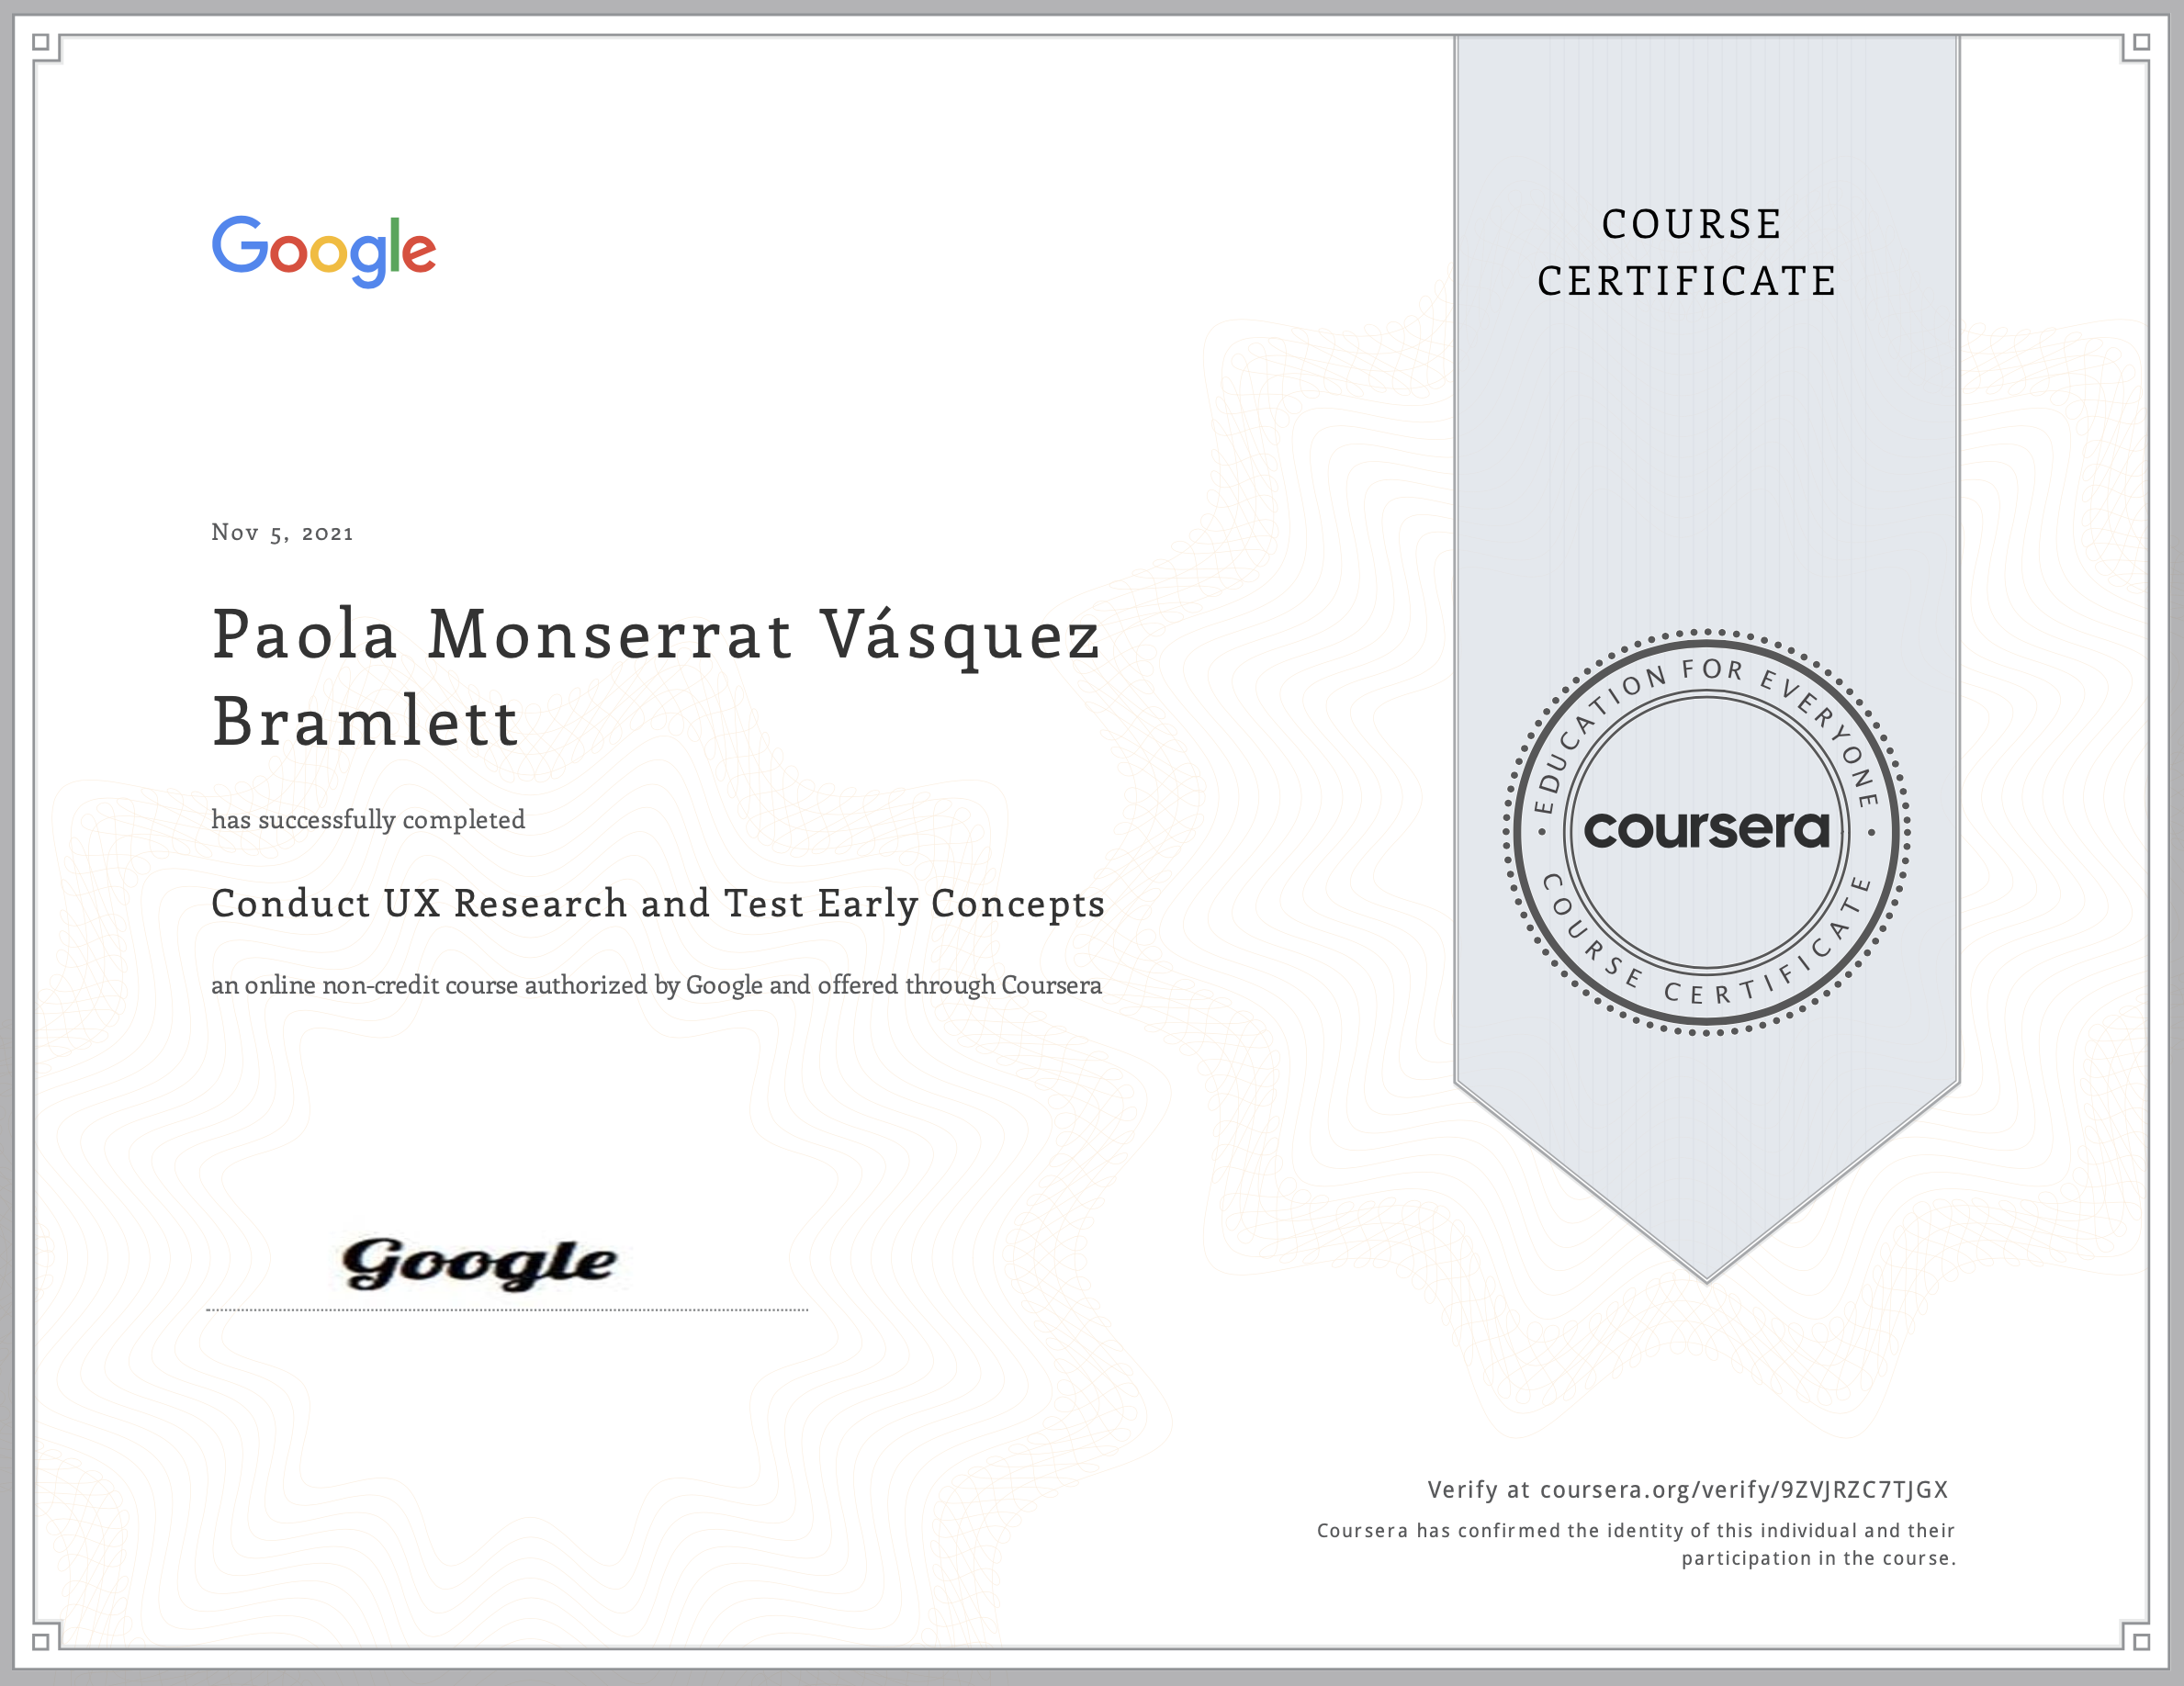 Google
COURSE
CERTIFICATE
Nov 5, 2021
Paola Monserrat Vásquez
Bramlett
has successfully completed
Conduct UX Research and Test Early Concepts
an online non-credit course authorized by Google and offered through Coursera
EDUCATION FOR EVERYONE
coursera
COURSE CERTIFICATE
Google
Verify at coursera.org/verify/9ZVJRZC7TJGX
Coursera has confirmed the identity of this individual and their
participation in the course.